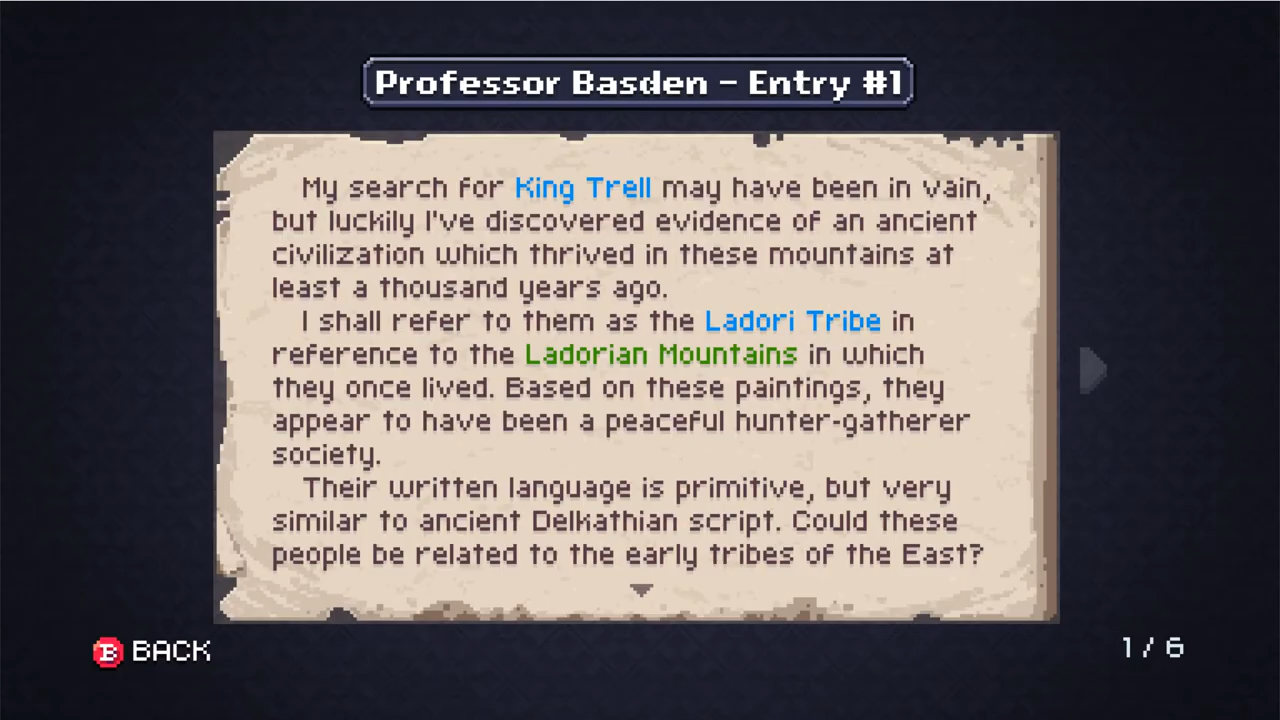 Professor Basden – Entry #1
My search for King Trell may have been in vain,
but luckily I've discovered evidence of an ancient
civilization which thrived in these mountains at
least a thousand years ago.
I shall refer to them as the Ladori Tribe in
reference to the Ladorian Mountains in which
they once lived. Based on these paintings, they
appear to have been a peaceful hunter-gatherer
society.
Their written language is primitive, but very
similar to ancient Delkathian script. Could these
people be related to the early tribes of the East?
B BACK
1 / 6